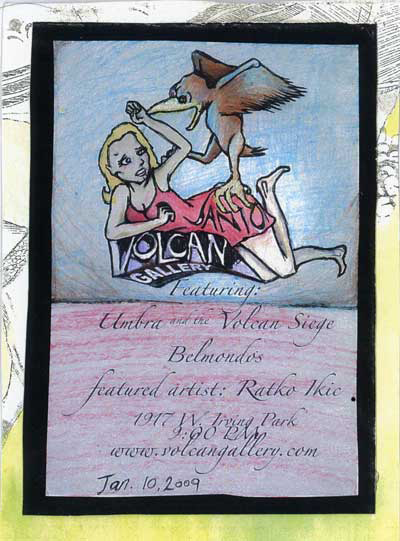 VOLCAN
GALLERY
Featuring:
Umbra and the Volcan Siege
Belmondos
featured artist: Ratko Ikic
1917 W. Irving Park
9:00 PM
www.volcangallery.com
Jan. 10, 2009